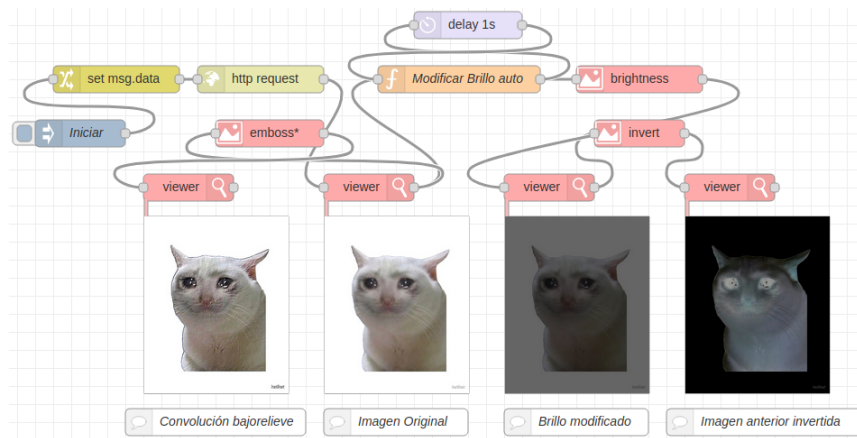 delay 1s
set msg.data
http request
Modificar Brillo auto
brightness
Iniciar
emboss*
invert
viewer
viewer
viewer
viewer
Convolución bajorelieve
Imagen Original
Brillo modificado
Imagen anterior invertida